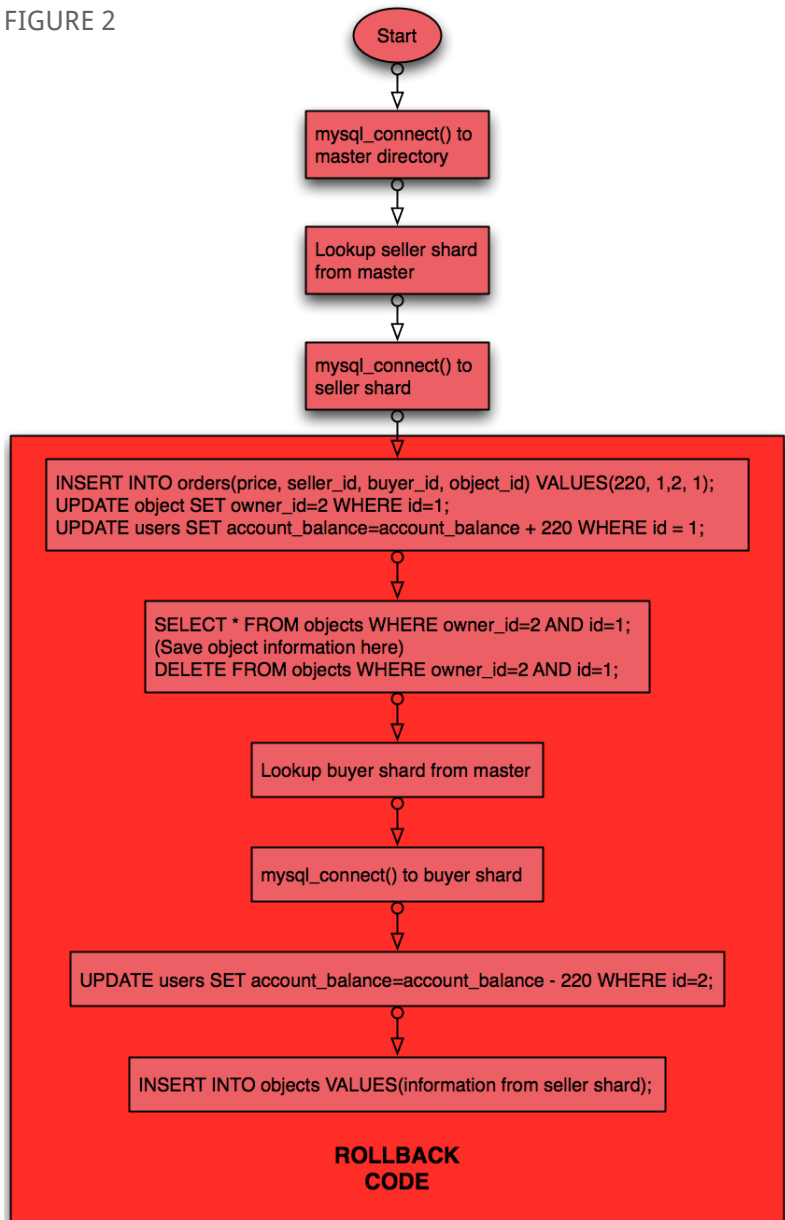 FIGURE 2
Start
mysql_connect() to
master directory
Lookup seller shard
from master
mysql_connect() to
seller shard
INSERT INTO orders(price, seller_id, buyer_id, object_id) VALUES(220, 1,2, 1);
UPDATE object SET owner_id=2 WHERE id=1;
UPDATE users SET account_balance=account_balance + 220 WHERE id = 1;
SELECT * FROM objects WHERE owner_id=2 AND id=1;
(Save object information here)
DELETE FROM objects WHERE owner_id=2 AND id=1;
Lookup buyer shard from master
mysql_connect() to buyer shard
UPDATE users SET account_balance=account_balance - 220 WHERE id=2;
INSERT INTO objects VALUES(information from seller shard);
ROLLBACK
CODE